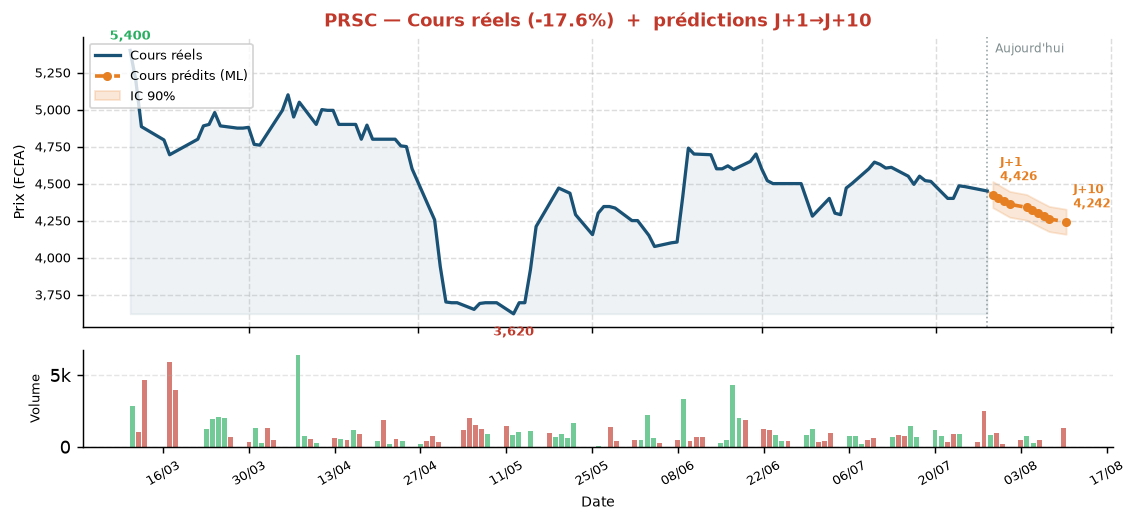 PRSC — Cours réels (-17.6%)  +  prédictions J+1→J+10
5,400
Cours réels
Cours prédits (ML)
IC 90%
Aujourd'hui
J+1
4,426
J+10
4,242
3,620
Prix (FCFA)
5,250
5,000
4,750
4,500
4,250
4,000
3,750
Volume
5k
0
16/03
30/03
13/04
27/04
11/05
25/05
08/06
22/06
06/07
20/07
03/08
17/08
Date